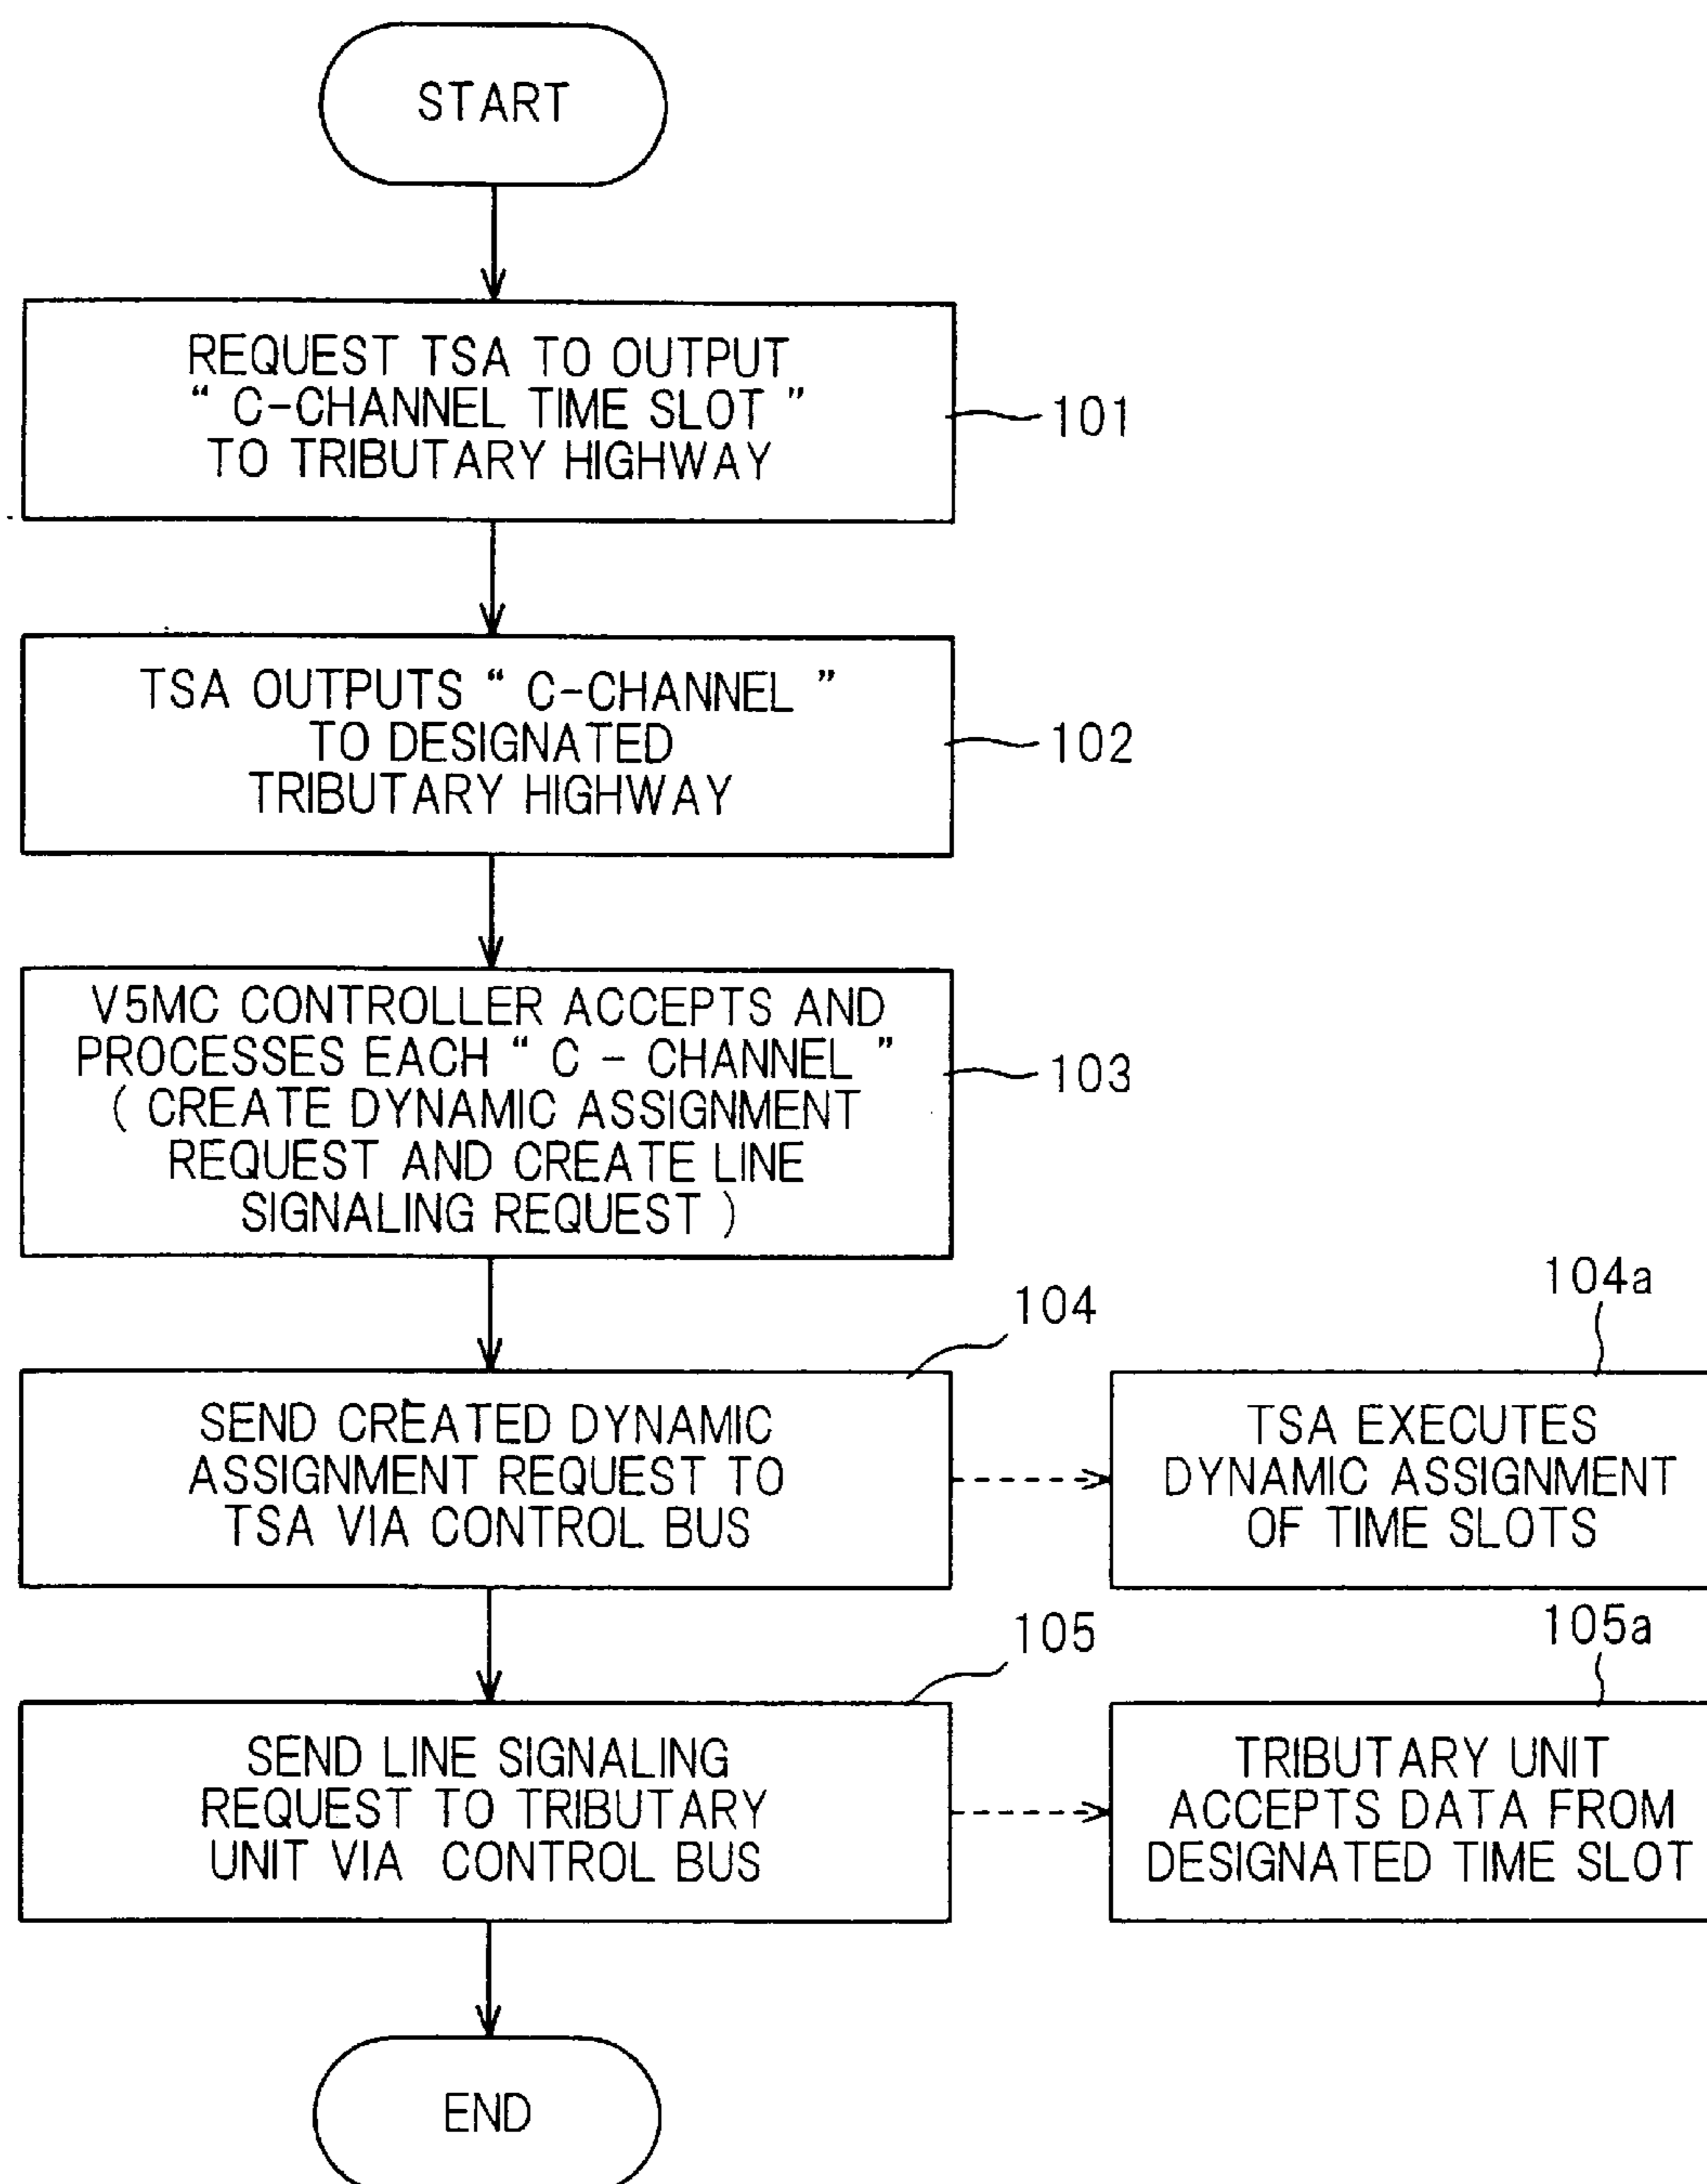 START
REQUEST TSA TO OUTPUT
“ C-CHANNEL TIME SLOT ”
TO TRIBUTARY HIGHWAY
101
TSA OUTPUTS “ C-CHANNEL ”
TO DESIGNATED
TRIBUTARY HIGHWAY
102
V5MC CONTROLLER ACCEPTS AND
PROCESSES EACH “ C - CHANNEL ”
( CREATE DYNAMIC ASSIGNMENT
REQUEST AND CREATE LINE
SIGNALING REQUEST )
103
104
SEND CREATED DYNAMIC
ASSIGNMENT REQUEST TO
TSA VIA CONTROL BUS
104a
TSA EXECUTES
DYNAMIC ASSIGNMENT
OF TIME SLOTS
105
SEND LINE SIGNALING
REQUEST TO TRIBUTARY
UNIT VIA CONTROL BUS
105a
TRIBUTARY UNIT
ACCEPTS DATA FROM
DESIGNATED TIME SLOT
END